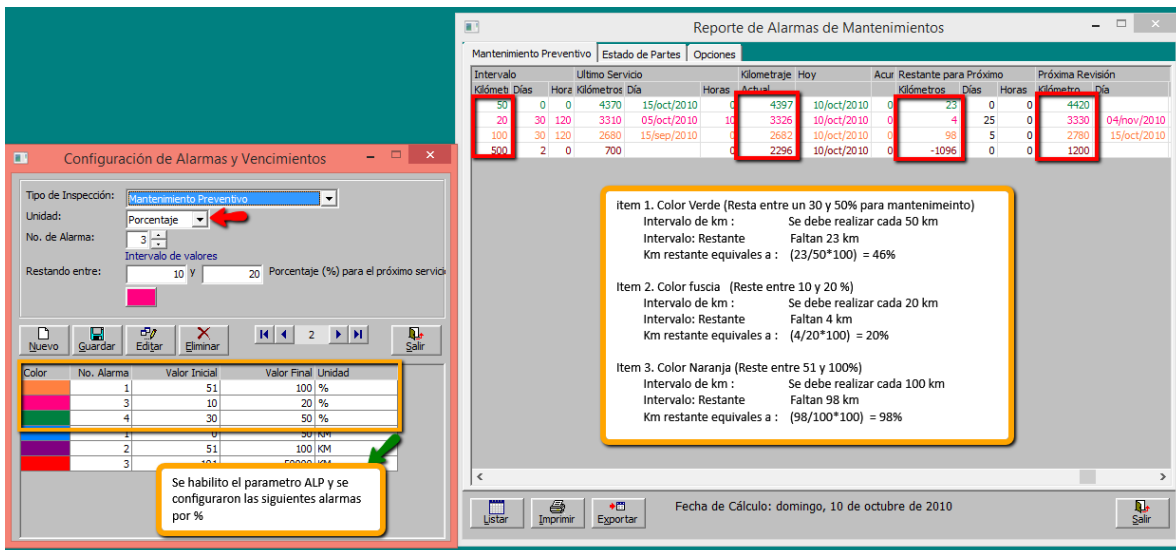 Configuración de Alarmas y Vencimientos
Tipo de Inspección: Mantenimiento Preventivo
Unidad: Porcentaje
No. de Alarma: 3
Intervalo de valores
Restando entre: 10 y 20 Porcentaje (%) para el próximo servici
Nuevo Guardar Editar Eliminar 2 Salir
Color No. Alarma Valor Inicial Valor Final Unidad
1 51 100 %
3 10 20 %
4 30 50 %
1 0 50 KM
2 51 100 KM
3 101 50000 KM
Se habilito el parametro ALP y se
configuraron las siguientes alarmas
por %
Reporte de Alarmas de Mantenimientos
Mantenimiento Preventivo Estado de Partes Opciones
Intervalo Ultimo Servicio Kilometraje Hoy Acur Restante para Próximo Próxima Revisión
Kilómeti Días Hora Kilómetros Día Horas Actual Kilómetros Días Horas Kilómetro Día
50 0 0 4370 15/oct/2010 0 4397 10/oct/2010 0 23 0 0 4420
20 30 120 3310 05/oct/2010 10 3326 10/oct/2010 0 4 25 0 3330 04/nov/2010
100 30 120 2680 15/sep/2010 0 2682 10/oct/2010 0 98 5 0 2780 15/oct/2010
500 2 0 700 0 2296 10/oct/2010 0 -1096 0 0 1200
item 1. Color Verde (Resta entre un 30 y 50% para mantenimeinto)
Intervalo de km : Se debe realizar cada 50 km
Intervalo: Restante Faltan 23 km
Km restante equivales a : (23/50*100) = 46%
Item 2. Color fuscia (Reste entre 10 y 20 %)
Intervalo de km : Se debe realizar cada 20 km
Intervalo: Restante Faltan 4 km
Km restante equivales a : (4/20*100) = 20%
Item 3. Color Naranja (Reste entre 51 y 100%)
Intervalo de km : Se debe realizar cada 100 km
Intervalo: Restante Faltan 98 km
Km restante equivales a : (98/100*100) = 98%
Listar Imprimir Exportar Fecha de Cálculo: domingo, 10 de octubre de 2010 Salir